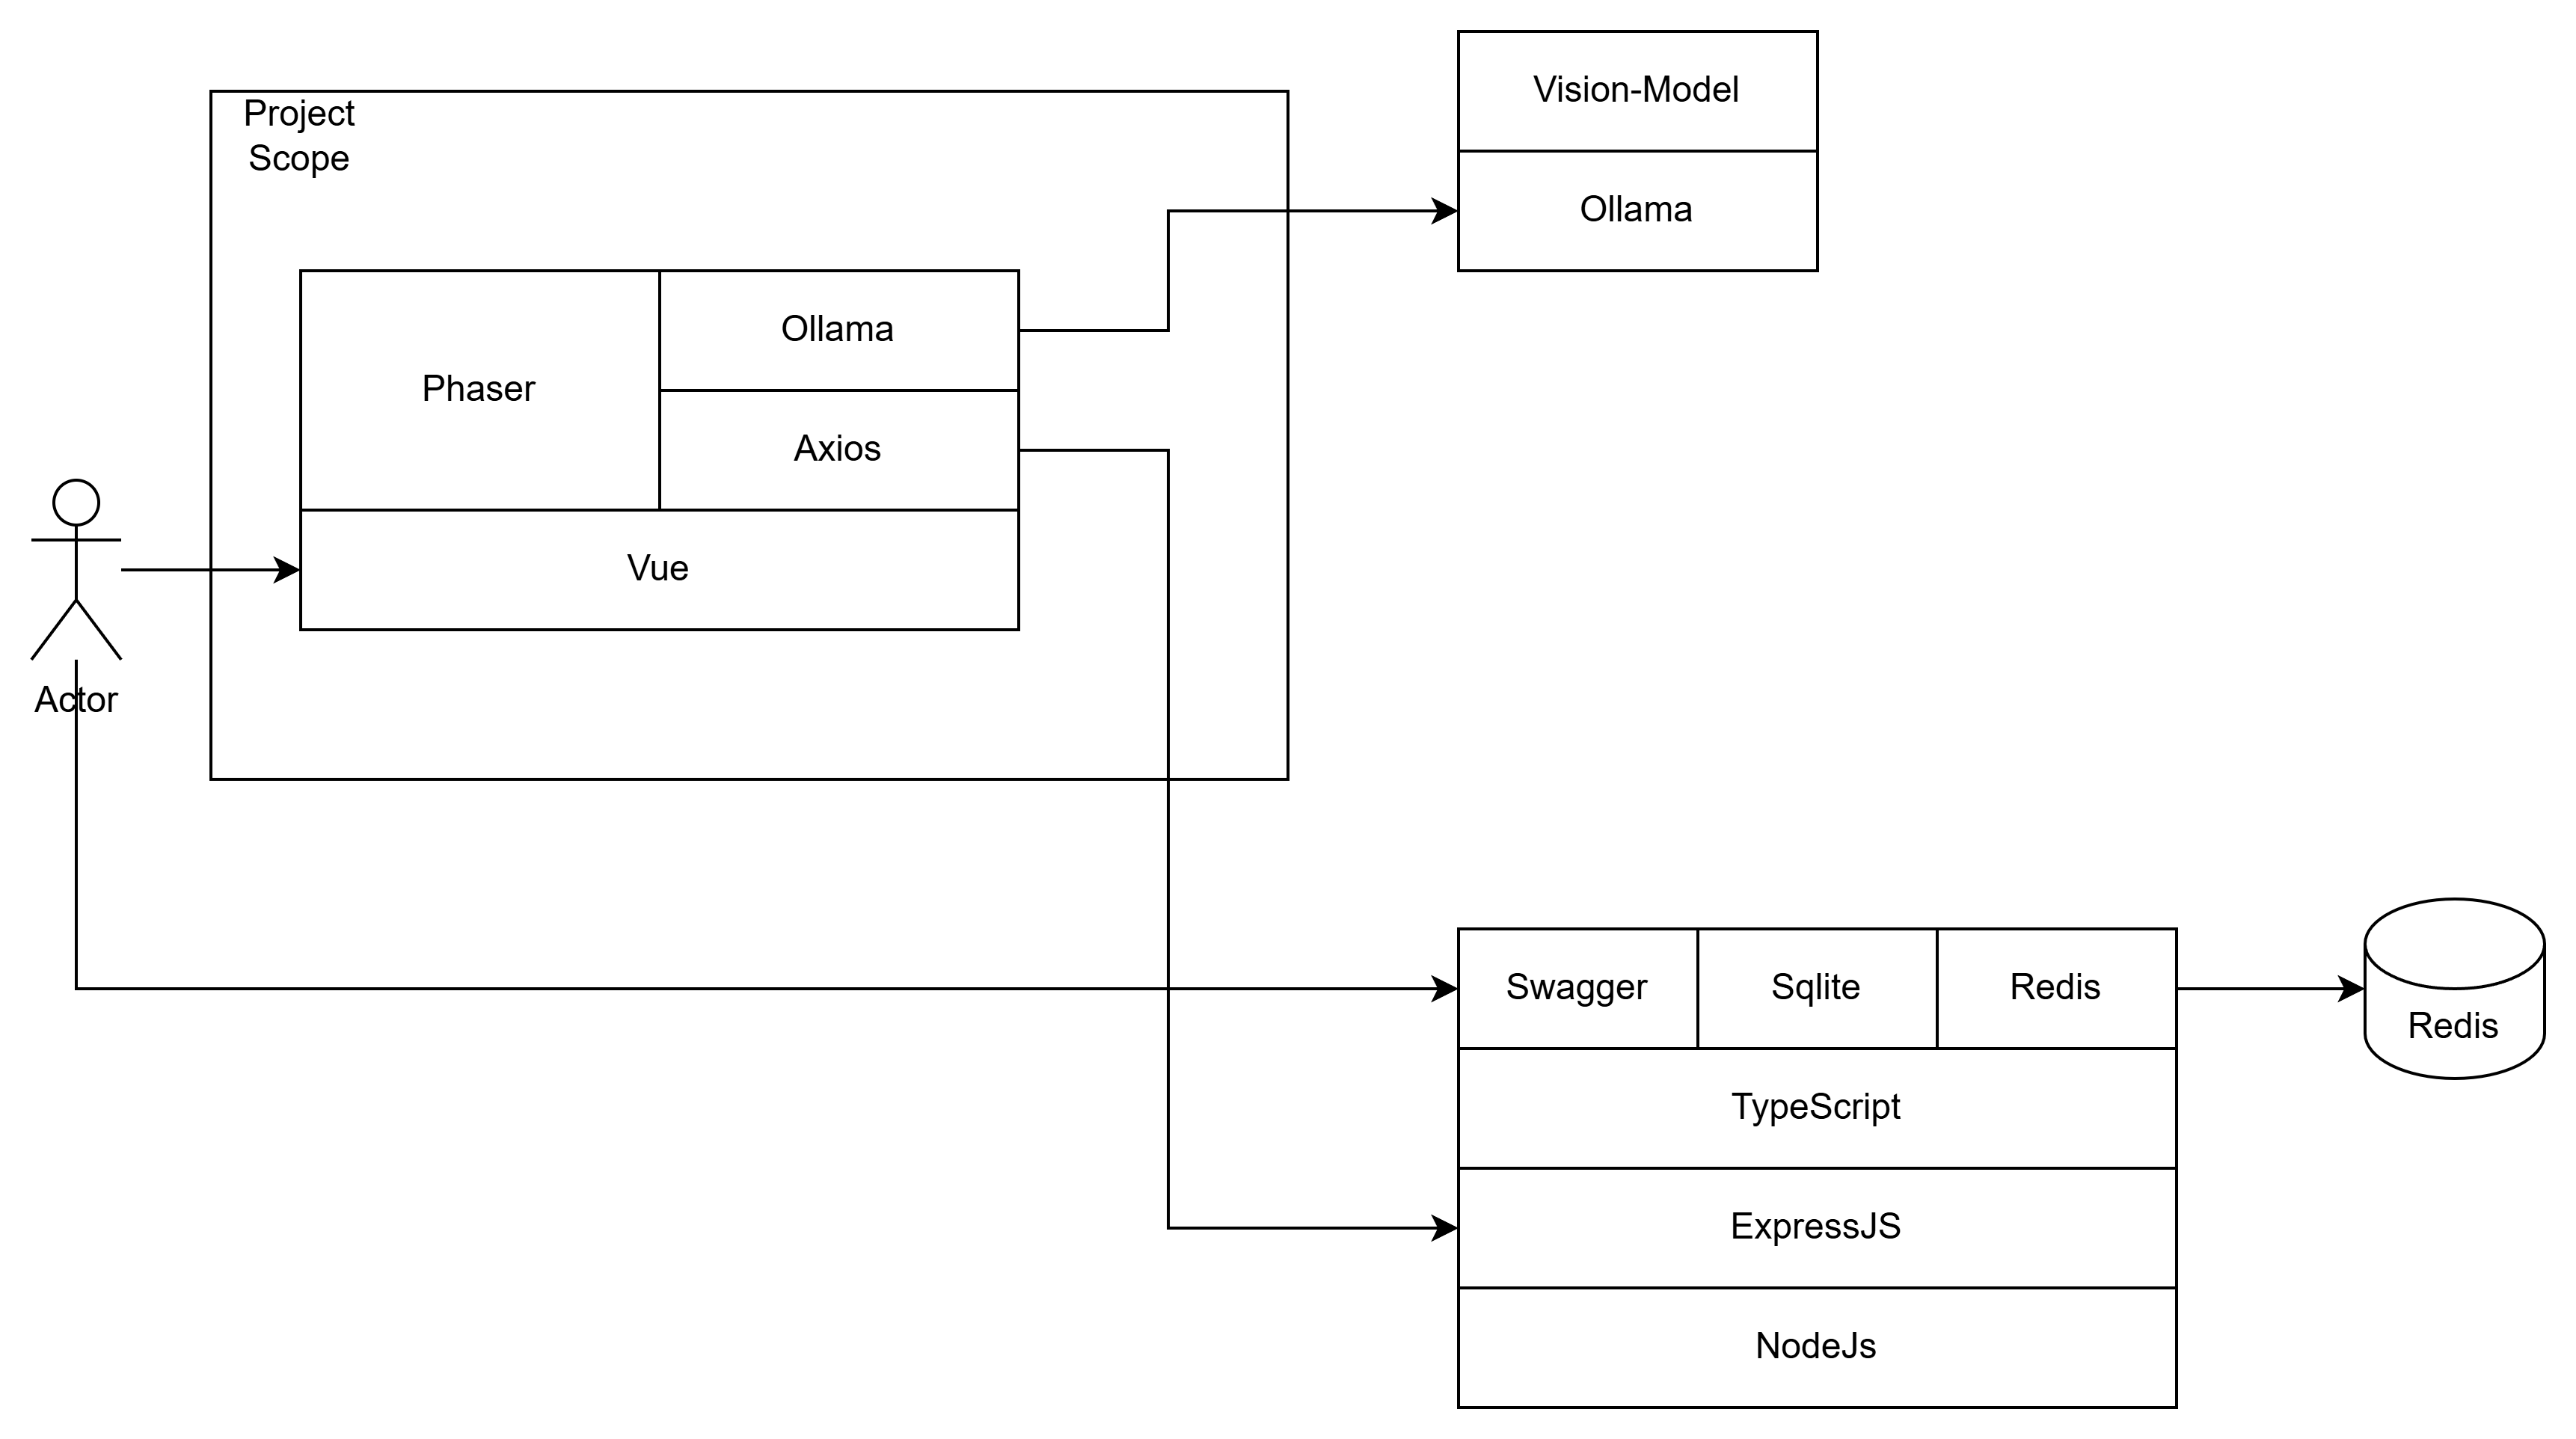 Project
Scope
Vision-Model
Ollama
Ollama
Phaser
Axios
Vue
Actor
Swagger
Sqlite
Redis
Redis
TypeScript
ExpressJS
NodeJs